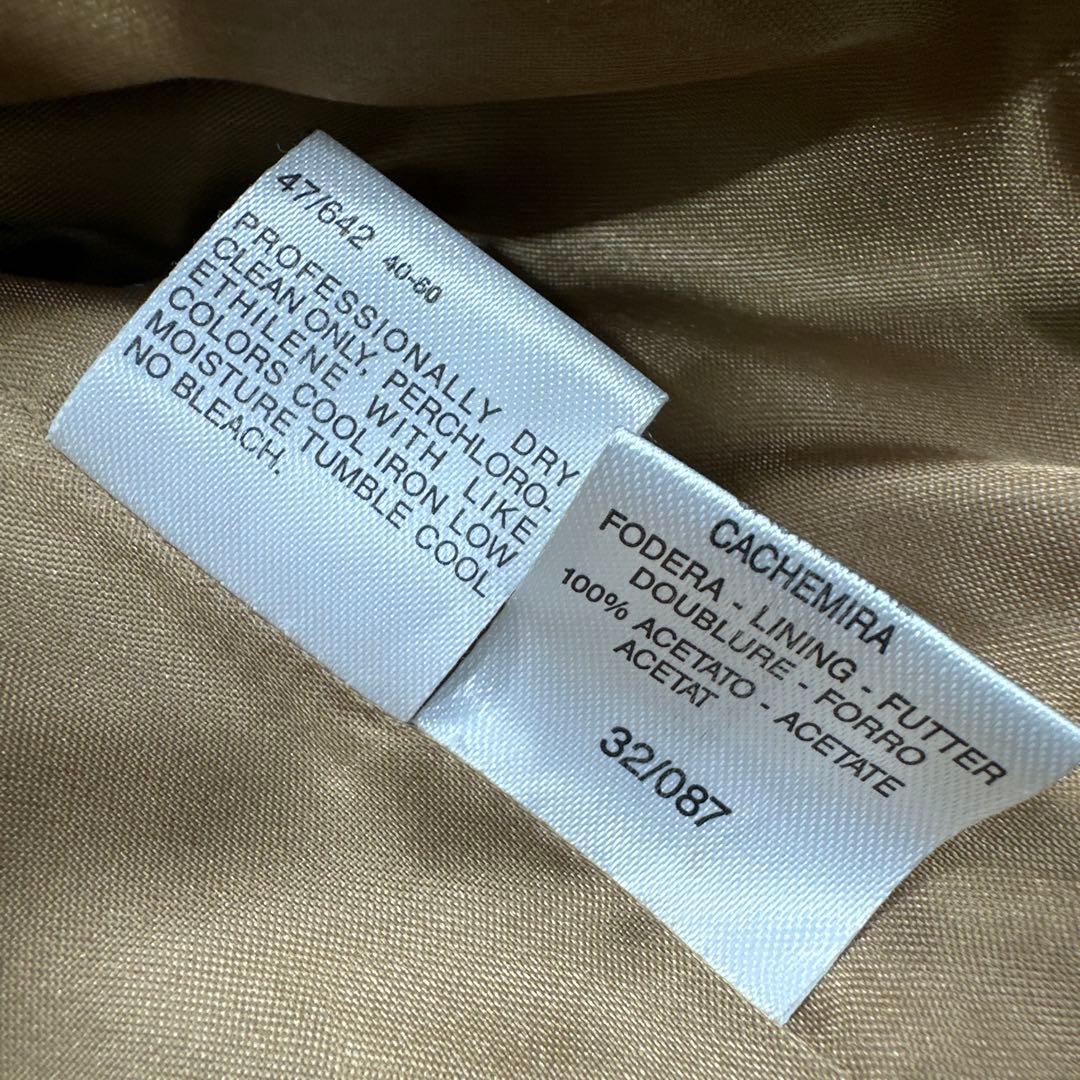 47/642 40-60
PROFESSIONALLY DRY
CLEAN ONLY, PERCHLORO-
ETHILENE WITH LIKE
COLORS COOL IRON LOW
MOISTURE TUMBLE COOL
NO BLEACH.
CACHEMIRA
FODERA - LINING - FUTTER
DOUBLURE - FORRO
100% ACETATO - ACETATE
ACETAT
32/087